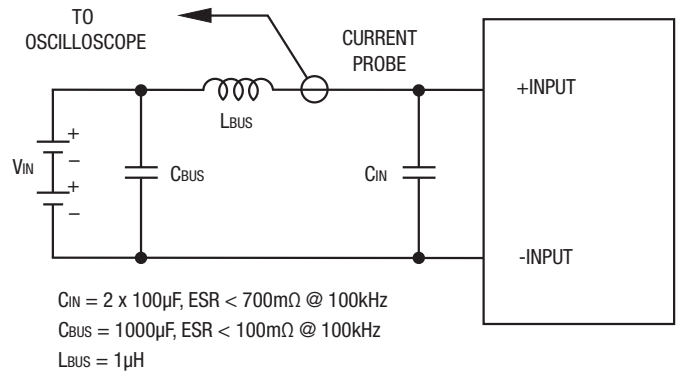 TO
OSCILLOSCOPE
CURRENT
PROBE
+INPUT
LBUS
VIN
+
−
+
−
CBUS
CIN
-INPUT
CIN = 2 x 100µF, ESR < 700mΩ @ 100kHz
CBUS = 1000µF, ESR < 100mΩ @ 100kHz
LBUS = 1µH